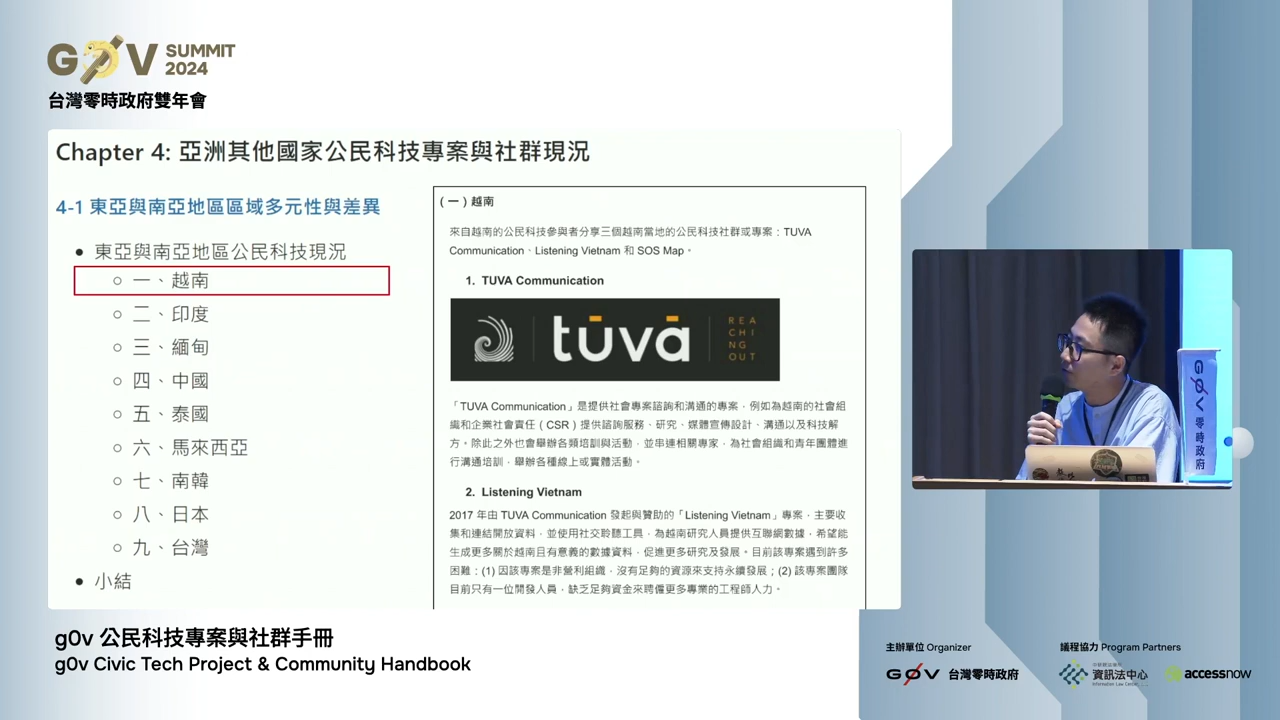 G0V SUMMIT 2024
台灣零時政府雙年會
Chapter 4: 亞洲其他國家公民科技專案與社群現況
4-1 東亞與南亞地區區域多元性與差異
• 東亞與南亞地區公民科技現況
○ 一、越南
○ 二、印度
○ 三、緬甸
○ 四、中國
○ 五、泰國
○ 六、馬來西亞
○ 七、南韓
○ 八、日本
○ 九、台灣
• 小結
(一) 越南
來自越南的公民科技參與者分享三個越南當地的公民科技社群或專案：TUVA
Communication、Listening Vietnam 和 SOS Map。
1. TUVA Communication
tūvā
REA
CHI
NG
OUT
「TUVA Communication」是提供社會專案諮詢和溝通的專案，例如為越南的社會組
織和企業社會責任（CSR）提供諮詢服務、研究、媒體宣傳設計、溝通以及科技解
方。除此之外也會舉辦各類培訓與活動，並串連相關專家，為社會組織和青年團體進
行溝通培訓，舉辦各種線上或實體活動。
2. Listening Vietnam
2017 年由 TUVA Communication 發起與贊助的「Listening Vietnam」專案，主要收
集和連結開放資料，並使用社交聆聽工具，為越南研究人員提供互聯網數據，希望能
生成更多關於越南且有意義的數據資料，促進更多研究及發展。目前該專案遇到許多
困難：(1) 因該專案是非營利組織，沒有足夠的資源來支持永續發展；(2) 該專案團隊
目前只有一位開發人員，缺乏足夠資金來聘僱更多專業的工程師人力。
G0V 零時政府
g0v 公民科技專案與社群手冊
g0v Civic Tech Project & Community Handbook
主辦單位 Organizer
G0V 台灣零時政府
議程協力 Program Partners
資訊法中心
Information Law Center
accessnow